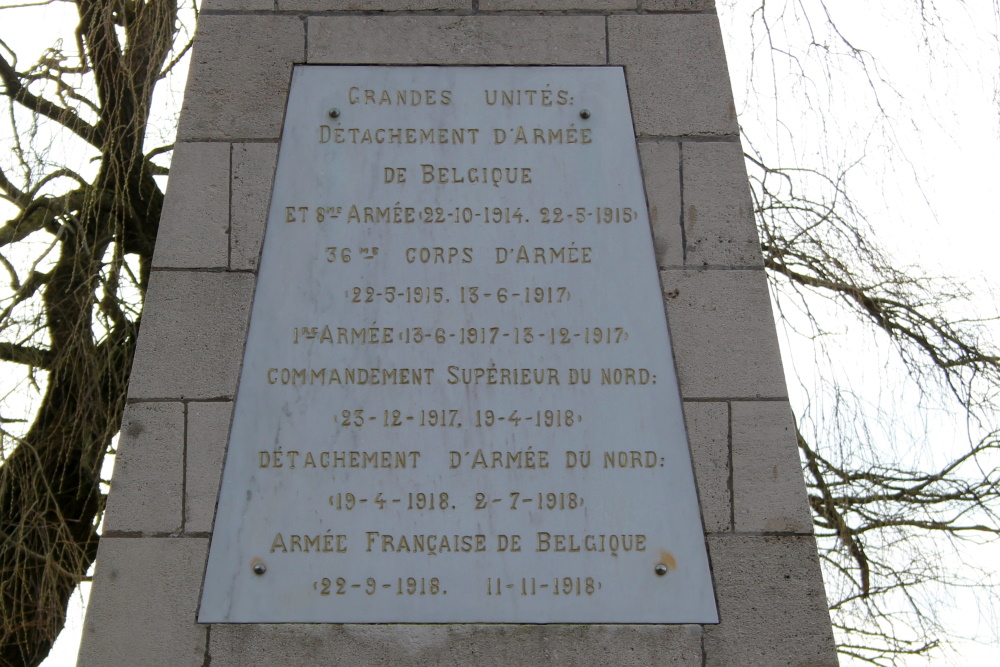 GRANDES UNITÉS:
DÉTACHEMENT D'ARMÉE
DE BELGIQUE
ET 8ME ARMÉE (22-10-1914. 22-5-1915)
36ME CORPS D'ARMÉE
(22-5-1915. 13-6-1917)
1RE ARMÉE (13-6-1917-13-12-1917)
COMMANDEMENT SUPÉRIEUR DU NORD:
(23-12-1917. 19-4-1918)
DÉTACHEMENT D'ARMÉE DU NORD:
(19-4-1918. 2-7-1918)
ARMÉE FRANÇAISE DE BELGIQUE
(22-9-1918. 11-11-1918)